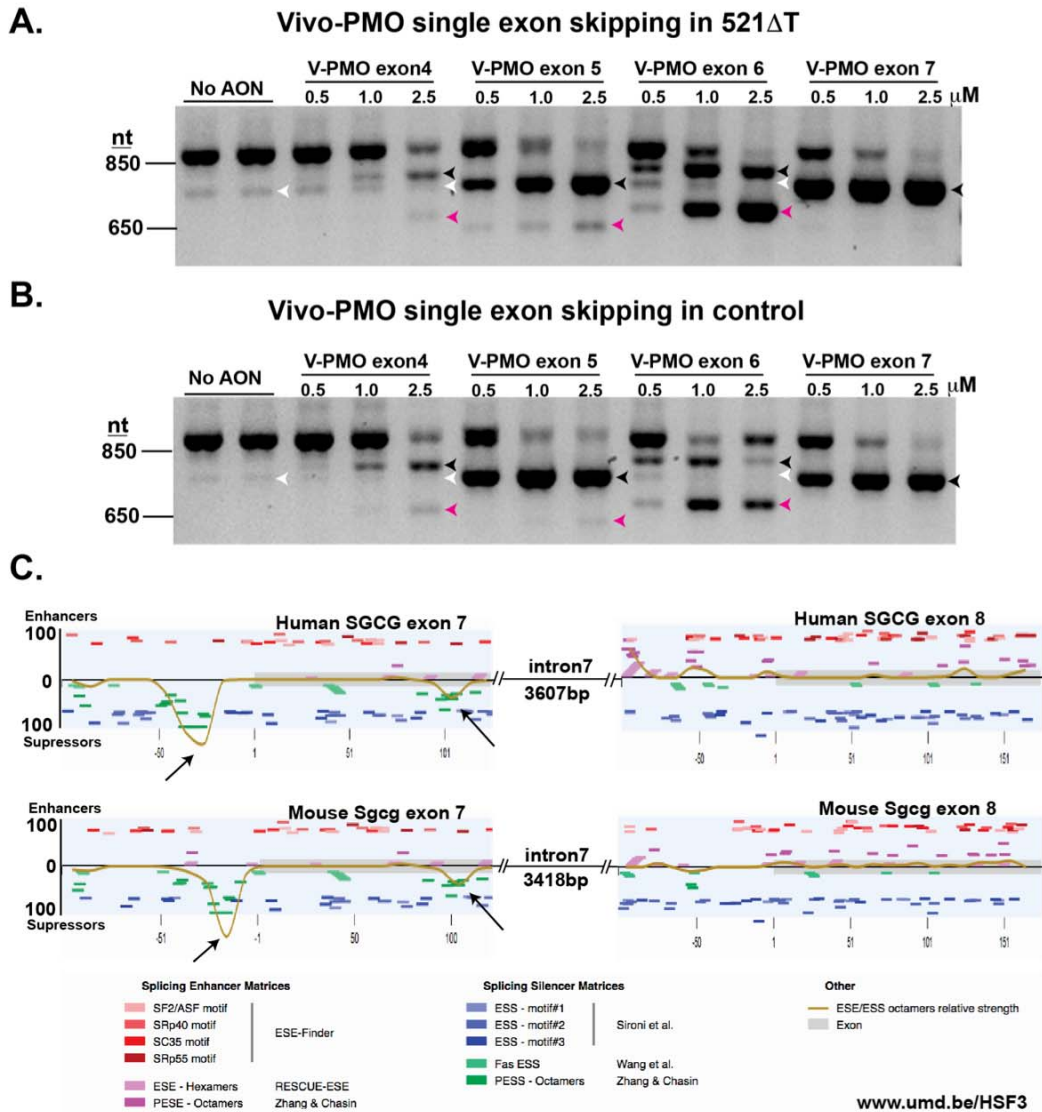 A.
Vivo-PMO single exon skipping in 521ΔT
No AON V-PMO exon4 V-PMO exon 5 V-PMO exon 6 V-PMO exon 7
0.5 1.0 2.5 0.5 1.0 2.5 0.5 1.0 2.5 0.5 1.0 2.5 μM
nt
850
650
B.
Vivo-PMO single exon skipping in control
No AON V-PMO exon4 V-PMO exon 5 V-PMO exon 6 V-PMO exon 7
0.5 1.0 2.5 0.5 1.0 2.5 0.5 1.0 2.5 0.5 1.0 2.5 μM
nt
850
650
C.
Enhancers
100
0
100
Supressors
Human SGCG exon 7
-50 1 51 101
intron7
3607bp
Human SGCG exon 8
-50 1 51 101 151
Enhancers
100
0
100
Supressors
Mouse Sgcg exon 7
-51 -1 50 100
intron7
3418bp
Mouse Sgcg exon 8
-50 1 51 101 151
Splicing Enhancer Matrices
SF2/ASF motif
SRp40 motif
SC35 motif
SRp55 motif
ESE-Finder
ESE - Hexamers RESCUE-ESE
PESE - Octamers Zhang & Chasin
Splicing Silencer Matrices
ESS - motif#1
ESS - motif#2
ESS - motif#3
Sironi et al.
Fas ESS Wang et al.
PESS - Octamers Zhang & Chasin
Other
ESE/ESS octamers relative strength
Exon
www.umd.be/HSF3